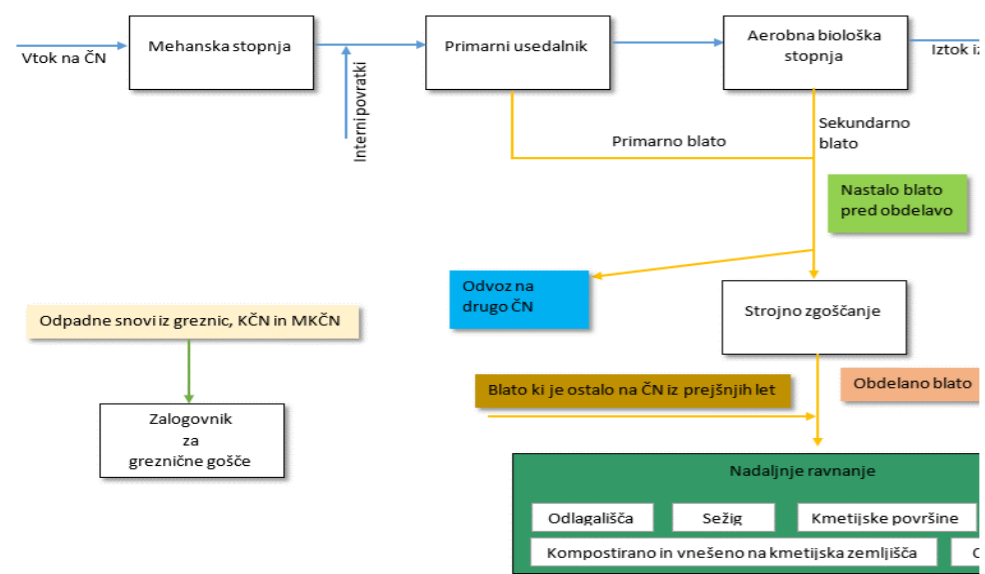 Vtok na ČN
Mehanska stopnja
Interni povratki
Primarni usedalnik
Aerobna biološka
stopnja
Iztok
Primarno blato
Sekundarno
blato
Nastalo blato
pred obdelavo
Odvoz na
drugo ČN
Strojno zgoščanje
Odpadne snovi iz greznic, KČN in MKČN
Zalogovnik
za
greznične gošče
Blato ki je ostalo na ČN iz prejšnjih let
Obdelano blato
Nadaljnje ravnanje
Odlagališča
Sežig
Kmetijske površine
Kompostirano in vnešeno na kmetijska zemljišča